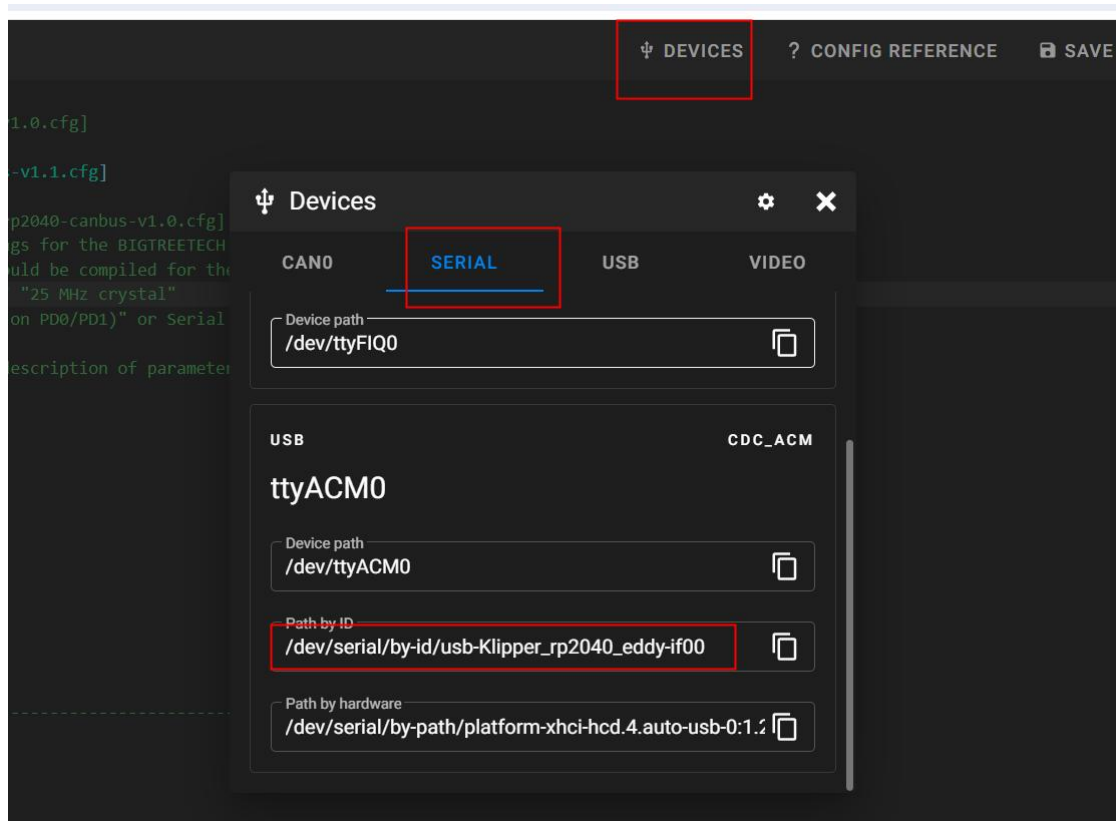 DEVICES
? CONFIG REFERENCE
SAVE
1.0.cfg]
-v1.1.cfg]
p2040-canbus-v1.0.cfg]
gs for the BIGTREETECH
uld be compiled for the
"25 MHz crystal"
on PD0/PD1)" or Serial
escription of parameter
Devices
CAN0
SERIAL
USB
VIDEO
Device path
/dev/ttyFIQ0
USB
CDC_ACM
ttyACM0
Device path
/dev/ttyACM0
Path by ID
/dev/serial/by-id/usb-Klipper_rp2040_eddy-if00
Path by hardware
/dev/serial/by-path/platform-xhci-hcd.4.auto-usb-0:1.2